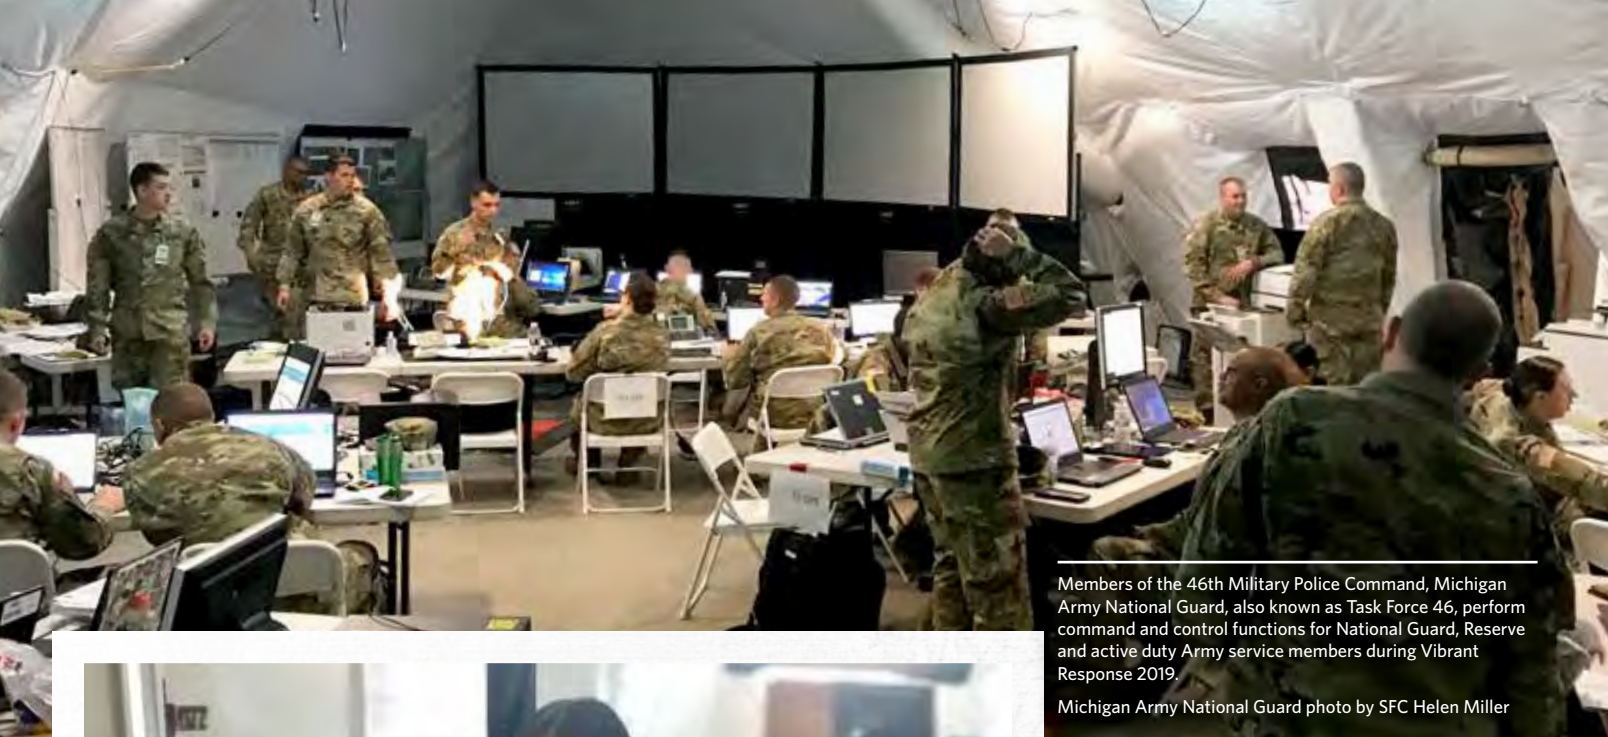 Members of the 46th Military Police Command, Michigan
Army National Guard, also known as Task Force 46, perform
command and control functions for National Guard, Reserve
and active duty Army service members during Vibrant
Response 2019.
Michigan Army National Guard photo by SFC Helen Miller